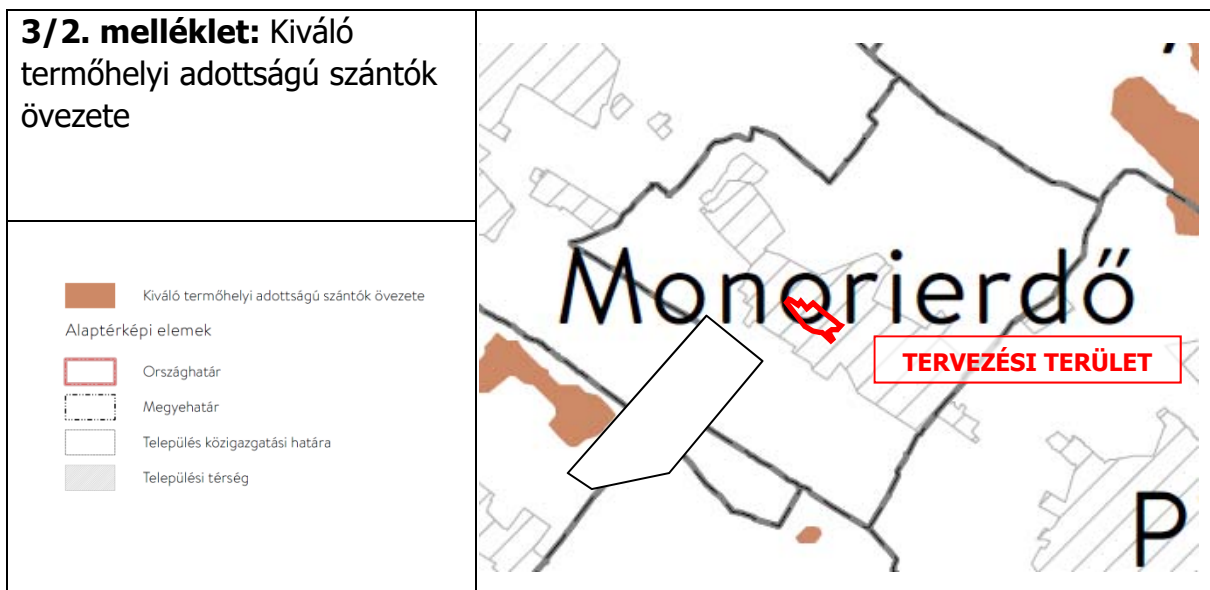 3/2. melléklet: Kiváló
termőhelyi adottságú szántók
övezete
Kiváló termőhelyi adottságú szántók övezete
Alaptérképi elemek
Országhatár
Megyehatár
Település közigazgatási határa
Települési térség
Monorierdő
TERVEZÉSI TERÜLET
P